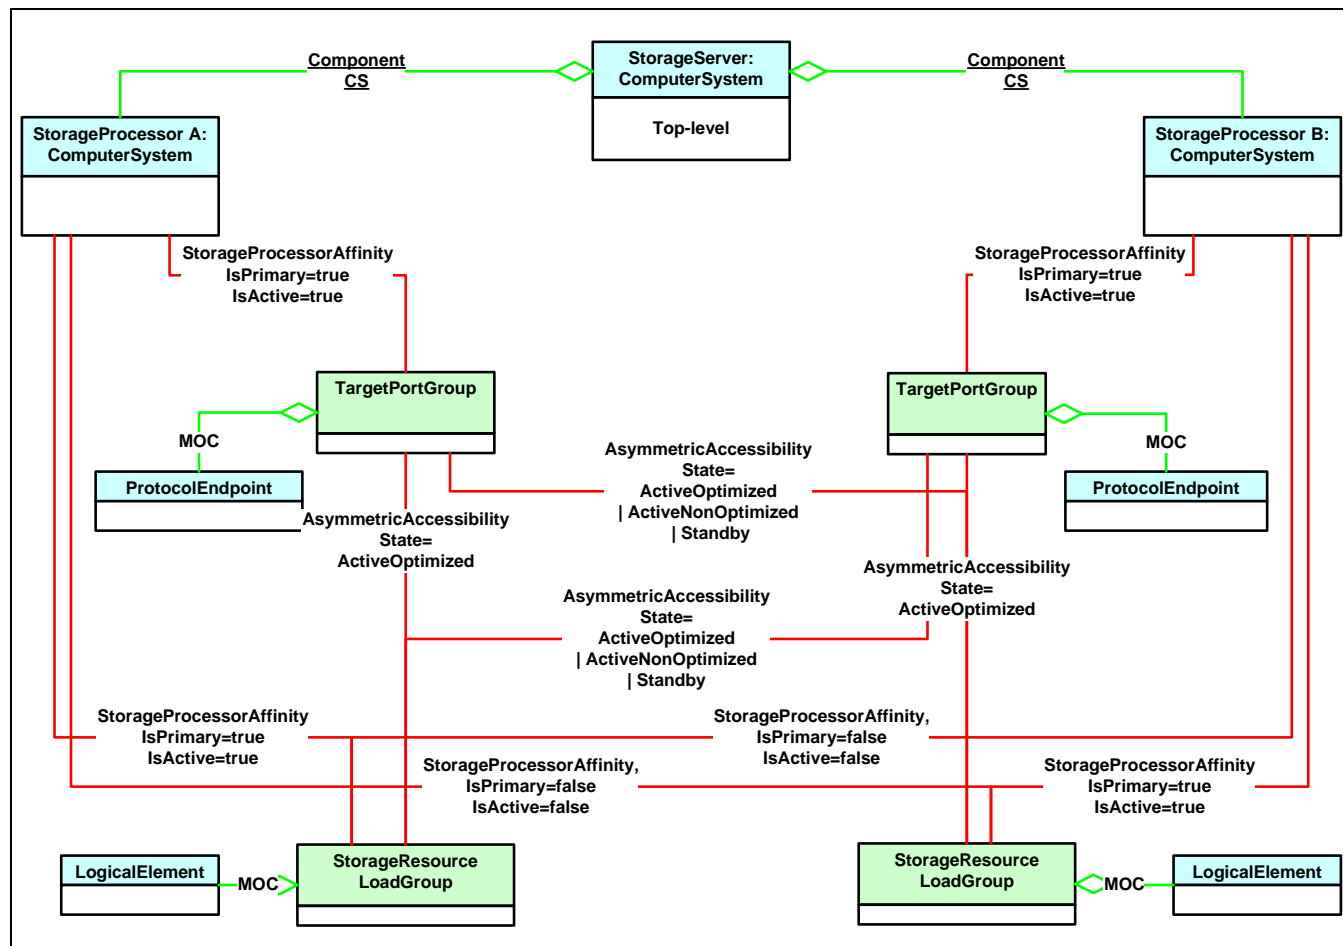 Component
CS
StorageServer:
ComputerSystem
Top-level
Component
CS
StorageProcessor A:
ComputerSystem
StorageProcessor B:
ComputerSystem
StorageProcessorAffinity
IsPrimary=true
IsActive=true
StorageProcessorAffinity
IsPrimary=true
IsActive=true
TargetPortGroup
TargetPortGroup
MOC
MOC
ProtocolEndpoint
ProtocolEndpoint
AsymmetricAccessibility
State=
ActiveOptimized
| ActiveNonOptimized
| Standby
AsymmetricAccessibility
State=
ActiveOptimized
AsymmetricAccessibility
State=
ActiveOptimized
AsymmetricAccessibility
State=
ActiveOptimized
| ActiveNonOptimized
| Standby
StorageProcessorAffinity
IsPrimary=true
IsActive=true
StorageProcessorAffinity,
IsPrimary=false
IsActive=false
StorageProcessorAffinity,
IsPrimary=false
IsActive=false
StorageProcessorAffinity
IsPrimary=true
IsActive=true
LogicalElement
MOC
StorageResource
LoadGroup
StorageResource
LoadGroup
MOC
LogicalElement